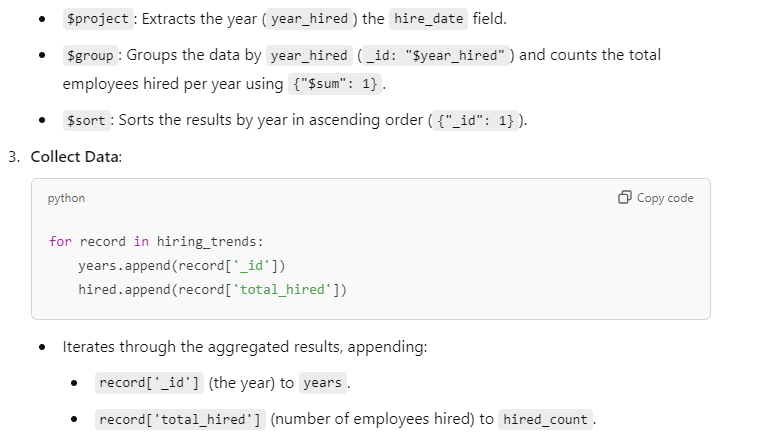 • $project: Extracts the year (year_hired) the hire_date field.
• $group: Groups the data by year_hired (_id: "$year_hired") and counts the total
employees hired per year using {"$sum": 1}.
• $sort: Sorts the results by year in ascending order ({"_id": 1}).
3. Collect Data:
python Copy code
for record in hiring_trends:
    years.append(record['_id'])
    hired.append(record['total_hired'])
• Iterates through the aggregated results, appending:
• record['_id'] (the year) to years.
• record['total_hired'] (number of employees hired) to hired_count.